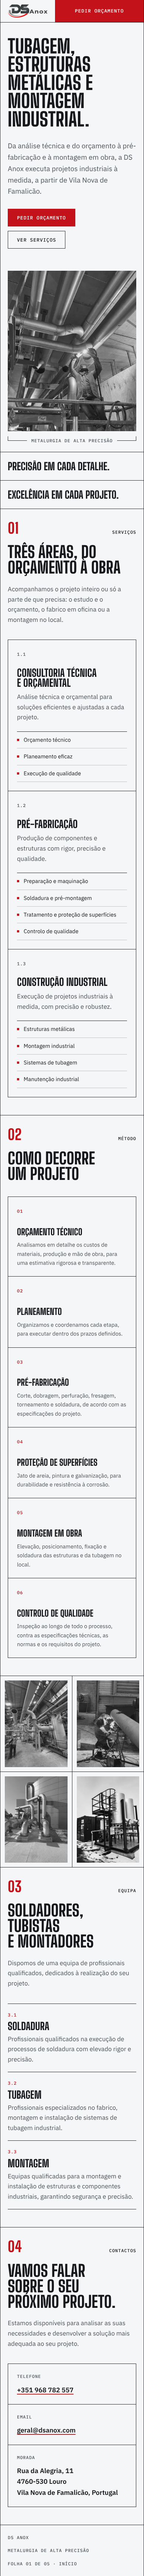 DS Anox
PEDIR ORÇAMENTO
TUBAGEM,
ESTRUTURAS
METÁLICAS E
MONTAGEM
INDUSTRIAL.
Da análise técnica e do orçamento à pré-
fabricação e à montagem em obra, a DS
Anox executa projetos industriais à
medida, a partir de Vila Nova de
Famalicão.
PEDIR ORÇAMENTO
VER SERVIÇOS
METALURGIA DE ALTA PRECISÃO
PRECISÃO EM CADA DETALHE.
EXCELÊNCIA EM CADA PROJETO.
01
SERVIÇOS
TRÊS ÁREAS, DO
ORÇAMENTO À OBRA
Acompanhamos o projeto inteiro ou só a
parte de que precisa: o estudo e o
orçamento, o fabrico em oficina ou a
montagem no local.
1.1
CONSULTORIA TÉCNICA
E ORÇAMENTAL
Análise técnica e orçamental para
soluções eficientes e ajustadas a cada
projeto.
Orçamento técnico
Planeamento eficaz
Execução de qualidade
1.2
PRÉ-FABRICAÇÃO
Produção de componentes e
estruturas com rigor, precisão e
qualidade.
Preparação e maquinação
Soldadura e pré-montagem
Tratamento e proteção de superfícies
Controlo de qualidade
1.3
CONSTRUÇÃO INDUSTRIAL
Execução de projetos industriais à
medida, com precisão e robustez.
Estruturas metálicas
Montagem industrial
Sistemas de tubagem
Manutenção industrial
02
MÉTODO
COMO DECORRE
UM PROJETO
01
ORÇAMENTO TÉCNICO
Analisamos em detalhe os custos de
materiais, produção e mão de obra, para
uma estimativa rigorosa e transparente.
02
PLANEAMENTO
Organizamos e coordenamos cada etapa,
para executar dentro dos prazos definidos.
03
PRÉ-FABRICAÇÃO
Corte, dobragem, perfuração, fresagem,
torneamento e soldadura, de acordo com as
especificações do projeto.
04
PROTEÇÃO DE SUPERFÍCIES
Jato de areia, pintura e galvanização, para
durabilidade e resistência à corrosão.
05
MONTAGEM EM OBRA
Elevação, posicionamento, fixação e
soldadura das estruturas e da tubagem no
local.
06
CONTROLO DE QUALIDADE
Inspeção ao longo de todo o processo,
contra as especificações técnicas, as
normas e os requisitos do projeto.
03
EQUIPA
SOLDADORES,
TUBISTAS
E MONTADORES
Dispomos de uma equipa de profissionais
qualificados, dedicados à realização do seu
projeto.
3.1
SOLDADURA
Profissionais qualificados na execução de
processos de soldadura com elevado rigor e
precisão.
3.2
TUBAGEM
Profissionais especializados no fabrico,
montagem e instalação de sistemas de
tubagem industrial.
3.3
MONTAGEM
Equipas qualificadas para a montagem e
instalação de estruturas e componentes
industriais, garantindo segurança e precisão.
04
CONTACTOS
VAMOS FALAR
SOBRE O SEU
PRÓXIMO PROJETO.
Estamos disponíveis para analisar as suas
necessidades e desenvolver a solução mais
adequada ao seu projeto.
TELEFONE
+351 968 782 557
EMAIL
geral@dsanox.com
MORADA
Rua da Alegria, 11
4760-530 Louro
Vila Nova de Famalicão, Portugal
DS ANOX
METALURGIA DE ALTA PRECISÃO
FOLHA 01 DE 05 · INÍCIO